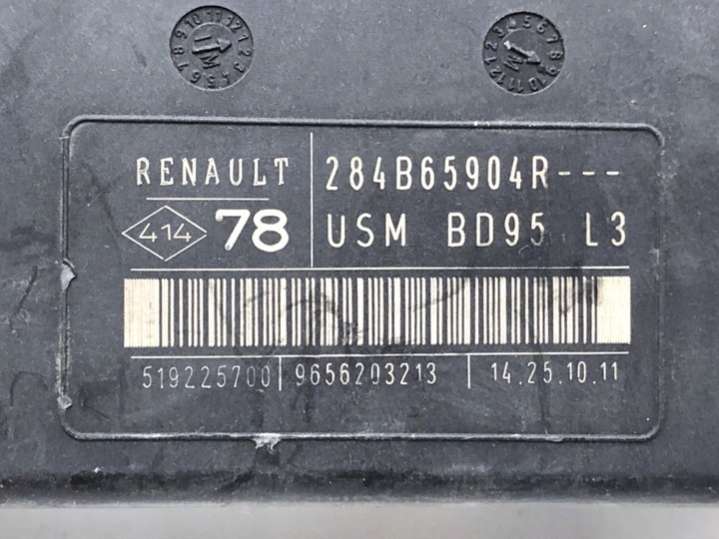 RENAULT 284B65904R---
414 78 USM BD95 L3
519225700 9656203213 14.25.10.11